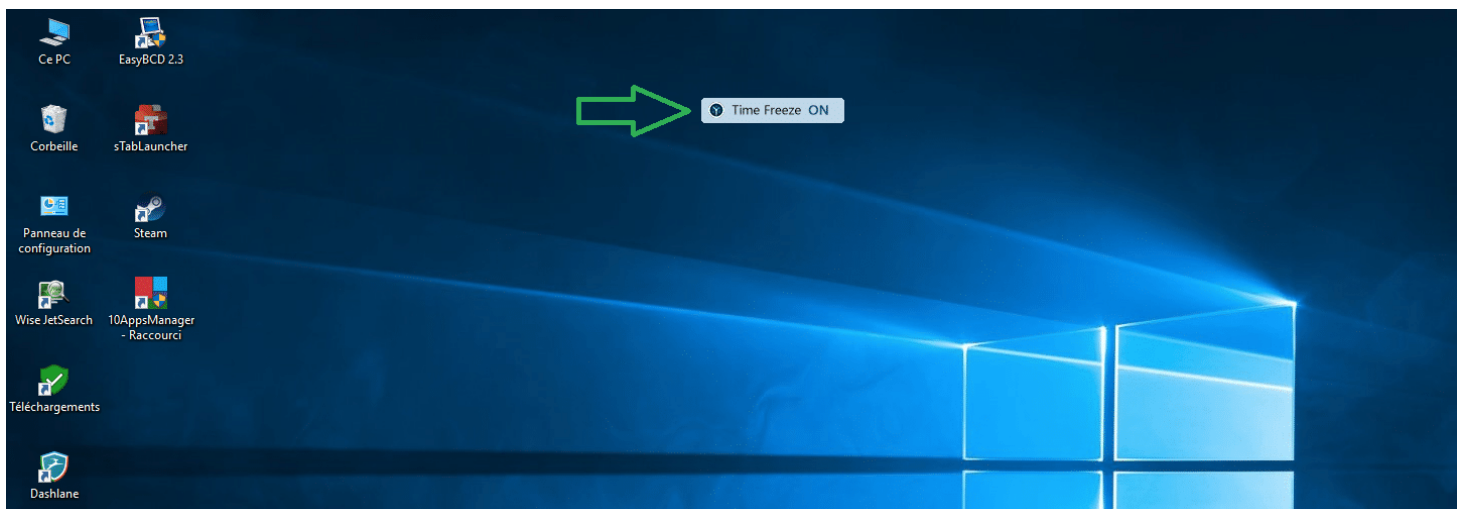 Ce PC
EasyBCD 2.3
Time Freeze ON
Corbeille
sTabLauncher
Panneau de
configuration
Steam
Wise JetSearch
10AppsManager
- Raccourci
Téléchargements
Dashlane